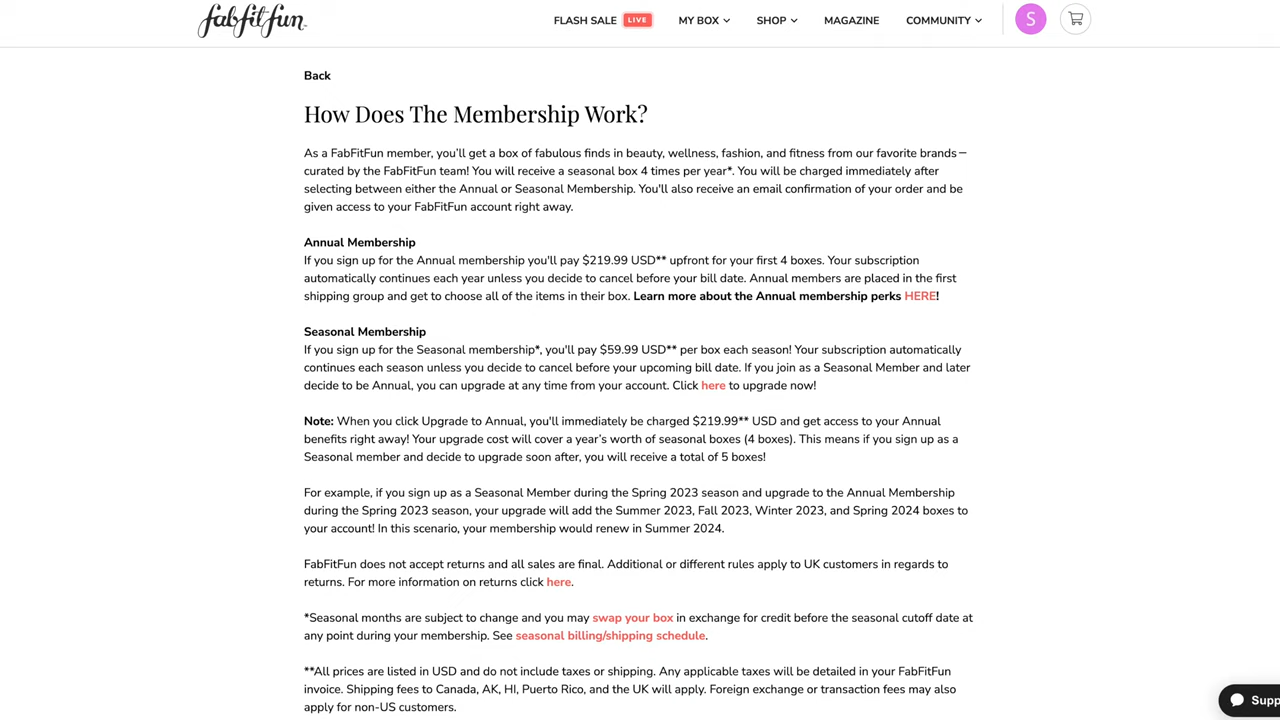 fabfitfun
FLASH SALE LIVE MY BOX SHOP MAGAZINE COMMUNITY S
Back
How Does The Membership Work?
As a FabFitFun member, you'll get a box of fabulous finds in beauty, wellness, fashion, and fitness from our favorite brands—
curated by the FabFitFun team! You will receive a seasonal box 4 times per year*. You will be charged immediately after
selecting between either the Annual or Seasonal Membership. You'll also receive an email confirmation of your order and be
given access to your FabFitFun account right away.
Annual Membership
If you sign up for the Annual membership you'll pay $219.99 USD** upfront for your first 4 boxes. Your subscription
automatically continues each year unless you decide to cancel before your bill date. Annual members are placed in the first
shipping group and get to choose all of the items in their box. Learn more about the Annual membership perks HERE!
Seasonal Membership
If you sign up for the Seasonal membership*, you'll pay $59.99 USD** per box each season! Your subscription automatically
continues each season unless you decide to cancel before your upcoming bill date. If you join as a Seasonal Member and later
decide to be Annual, you can upgrade at any time from your account. Click here to upgrade now!
Note: When you click Upgrade to Annual, you'll immediately be charged $219.99** USD and get access to your Annual
benefits right away! Your upgrade cost will cover a year's worth of seasonal boxes (4 boxes). This means if you sign up as a
Seasonal member and decide to upgrade soon after, you will receive a total of 5 boxes!
For example, if you sign up as a Seasonal Member during the Spring 2023 season and upgrade to the Annual Membership
during the Spring 2023 season, your upgrade will add the Summer 2023, Fall 2023, Winter 2023, and Spring 2024 boxes to
your account! In this scenario, your membership would renew in Summer 2024.
FabFitFun does not accept returns and all sales are final. Additional or different rules apply to UK customers in regards to
returns. For more information on returns click here.
*Seasonal months are subject to change and you may swap your box in exchange for credit before the seasonal cutoff date at
any point during your membership. See seasonal billing/shipping schedule.
**All prices are listed in USD and do not include taxes or shipping. Any applicable taxes will be detailed in your FabFitFun
invoice. Shipping fees to Canada, AK, HI, Puerto Rico, and the UK will apply. Foreign exchange or transaction fees may also
apply for non-US customers.
Supp